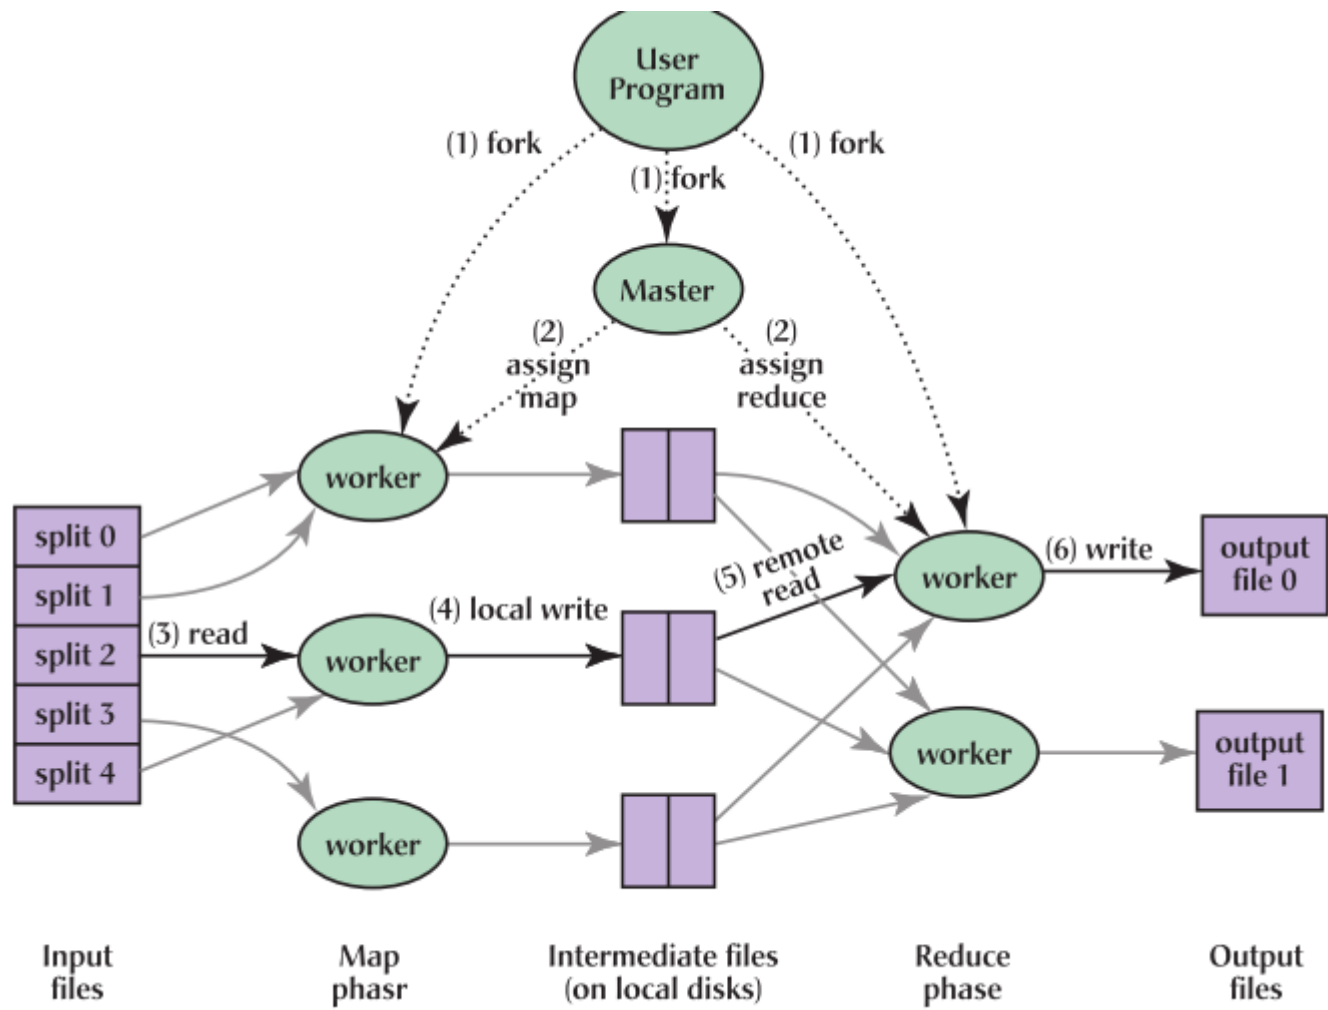 User
Program
(1) fork
(1) fork
(1) fork
Master
(2)
assign
map
(2)
assign
reduce
worker
split 0
split 1
split 2
split 3
split 4
(3) read
worker
(4) local write
(5) remote
read
worker
(6) write
output
file 0
worker
worker
output
file 1
Input
files
Map
phasr
Intermediate files
(on local disks)
Reduce
phase
Output
files